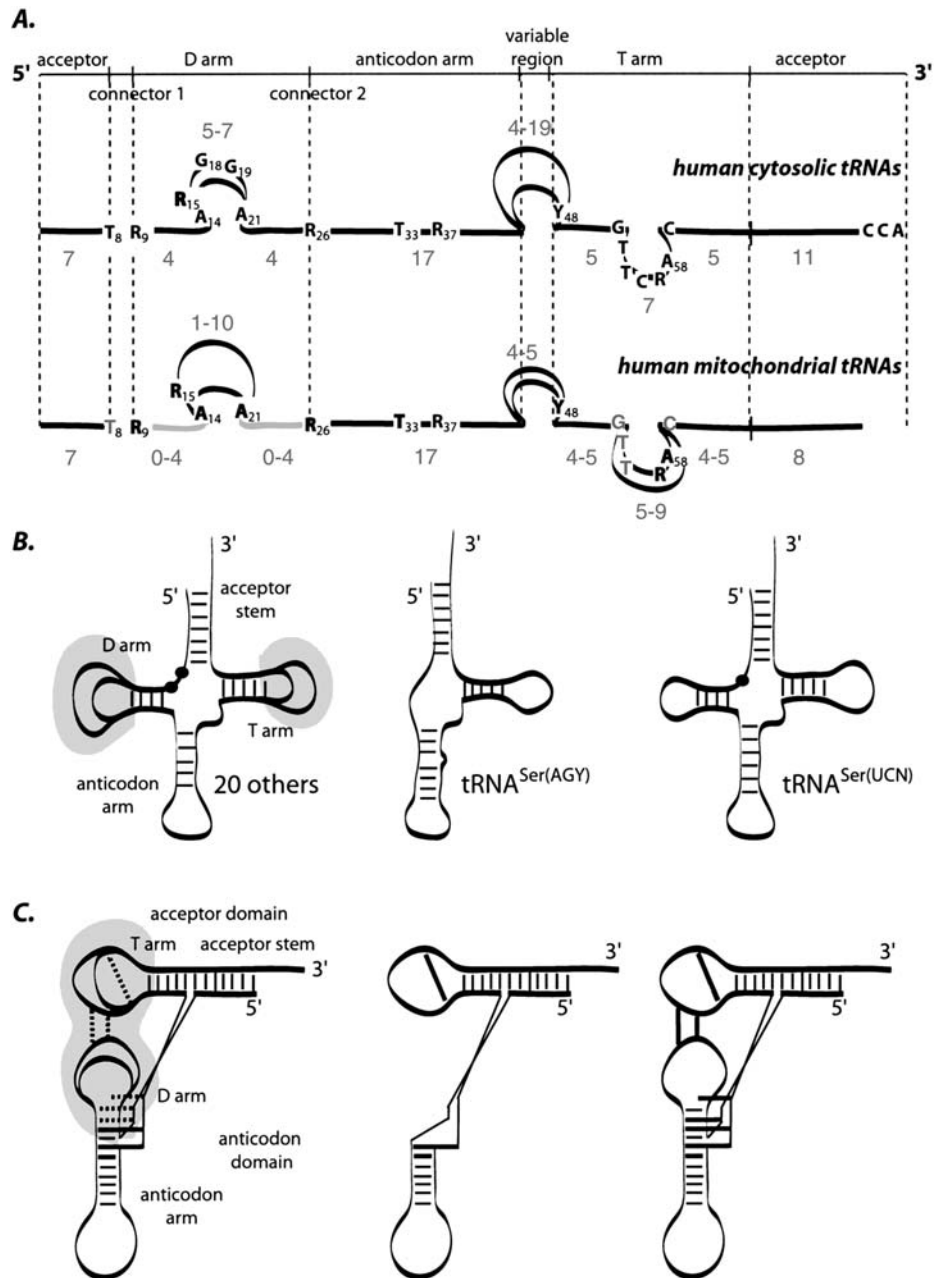 A.
variable
acceptor D arm anticodon arm region T arm acceptor
5' 3'
connector 1 connector 2
5-7 4-19
G18 G19 human cytosolic tRNAs
R15 A14 A21 Y48
T8 R9 R26 T33 R37 G C C C A
T T C R A58
7 4 4 17 5 7 5 11
1-10 4-5
human mitochondrial tRNAs
R15 A14 A21 Y48
T8 R9 R26 T33 R37 G C
T T R A58
7 0-4 0-4 17 4-5 4-5 8
5-9
B.
3' 3' 3'
5' acceptor 5' 5'
stem
D arm
T arm
anticodon 20 others tRNASer(AGY) tRNASer(UCN)
arm
C.
acceptor domain
T arm acceptor stem
3' 3' 3'
5' 5' 5'
D arm
anticodon
domain
anticodon
arm